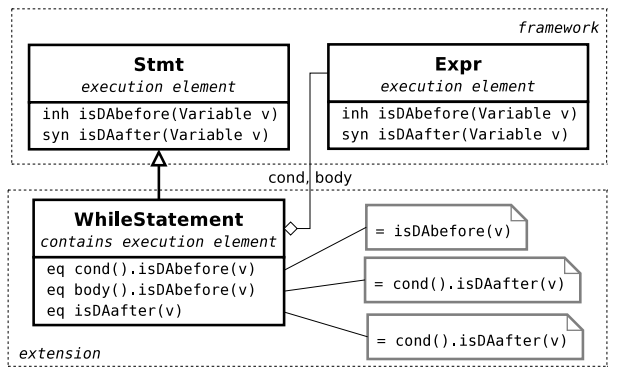 framework
Stmt
execution element
inh isDAbefore(Variable v)
syn isDAafter(Variable v)
Expr
execution element
inh isDAbefore(Variable v)
syn isDAafter(Variable v)
cond, body
WhileStatement
contains execution element
eq cond().isDAbefore(v)
eq body().isDAbefore(v)
eq isDAafter(v)
= isDAbefore(v)
= cond().isDAafter(v)
= cond().isDAafter(v)
extension